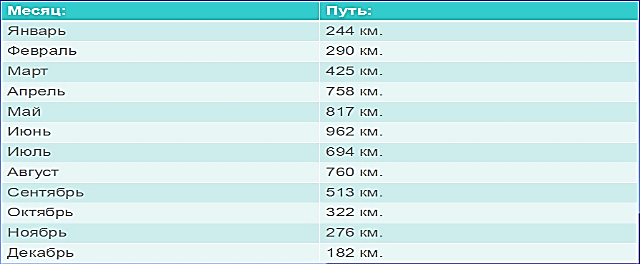 Месяц: Путь:
Январь 244 км.
Февраль 290 км.
Март 425 км.
Апрель 758 км.
Май 817 км.
Июнь 962 км.
Июль 694 км.
Август 760 км.
Сентябрь 513 км.
Октябрь 322 км.
Ноябрь 276 км.
Декабрь 182 км.